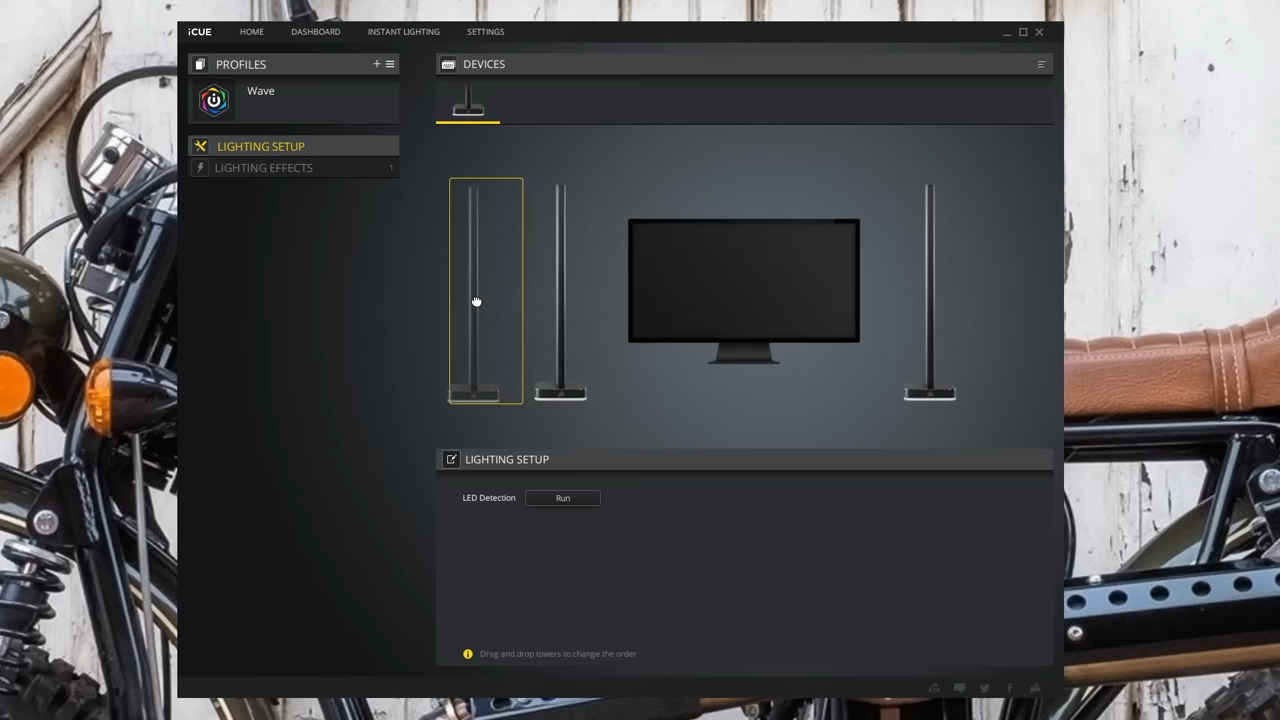 iCUE HOME DASHBOARD INSTANT LIGHTING SETTINGS
PROFILES
Wave
LIGHTING SETUP
LIGHTING EFFECTS 1
DEVICES
LIGHTING SETUP
LED Detection Run
Drag and drop towers to change the order